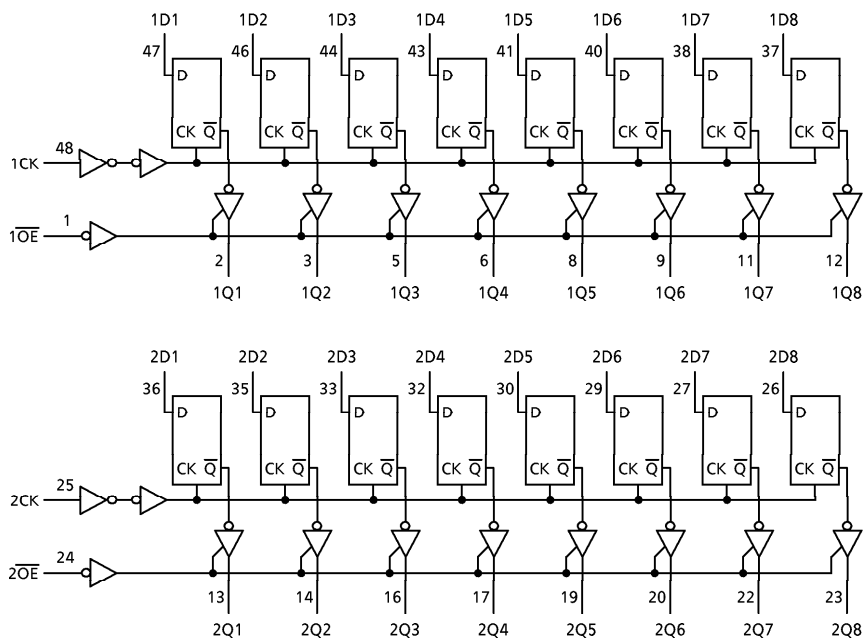 1D1 1D2 1D3 1D4 1D5 1D6 1D7 1D8
47 46 44 43 41 40 38 37
D D D D D D D D
CK Q̅ CK Q̅ CK Q̅ CK Q̅ CK Q̅ CK Q̅ CK Q̅ CK Q̅
1CK 48
1O̅E̅ 1
2 3 5 6 8 9 11 12
1Q1 1Q2 1Q3 1Q4 1Q5 1Q6 1Q7 1Q8
2D1 2D2 2D3 2D4 2D5 2D6 2D7 2D8
36 35 33 32 30 29 27 26
D D D D D D D D
CK Q̅ CK Q̅ CK Q̅ CK Q̅ CK Q̅ CK Q̅ CK Q̅ CK Q̅
2CK 25
2O̅E̅ 24
13 14 16 17 19 20 22 23
2Q1 2Q2 2Q3 2Q4 2Q5 2Q6 2Q7 2Q8